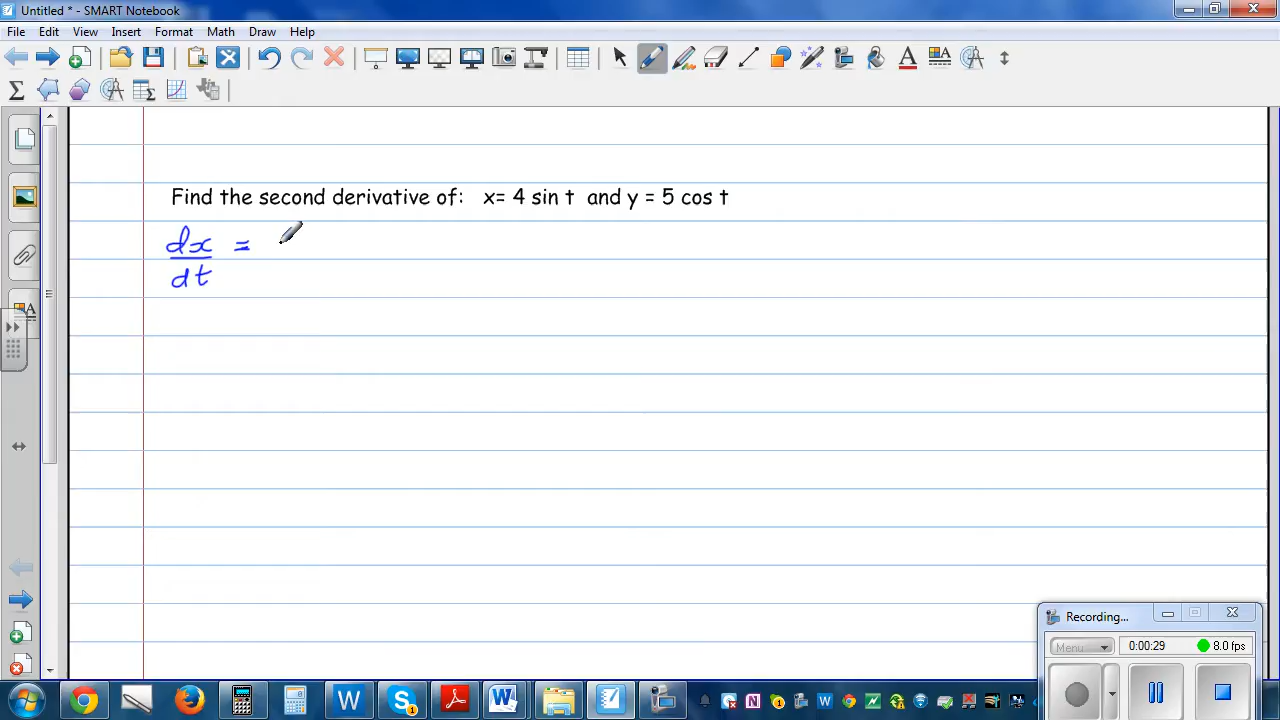 Untitled * - SMART Notebook
File Edit View Insert Format Math Draw Help
Find the second derivative of: x= 4 sin t and y = 5 cos t
dx =
dt
Recording...
Menu 0:00:29 8.0 fps